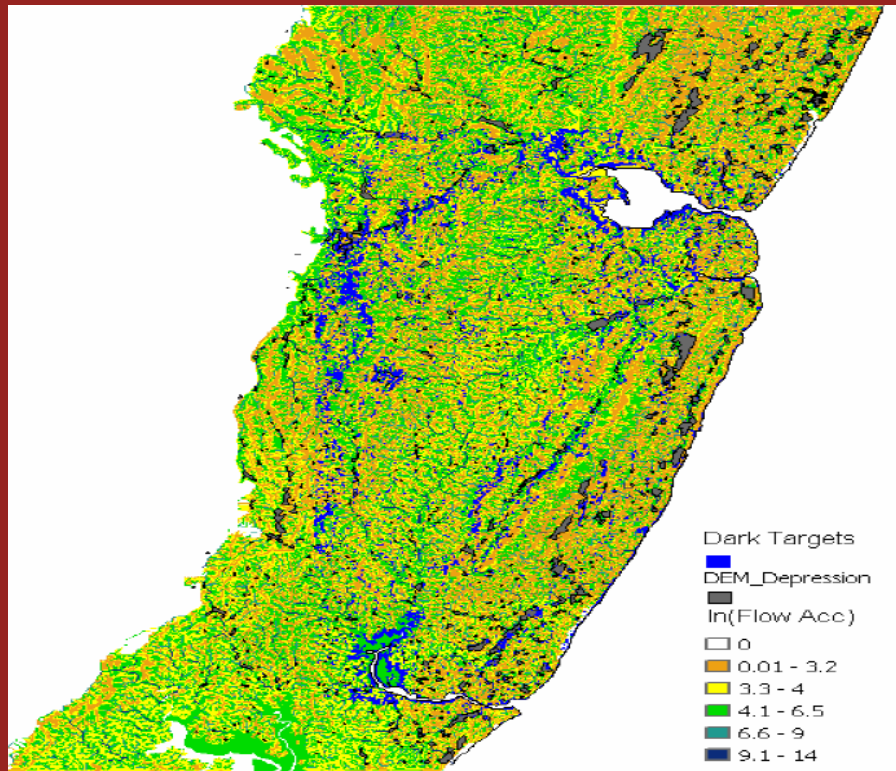 Dark Targets
DEM_Depression
ln(Flow Acc)
0
0.01 - 3.2
3.3 - 4
4.1 - 6.5
6.6 - 9
9.1 - 14